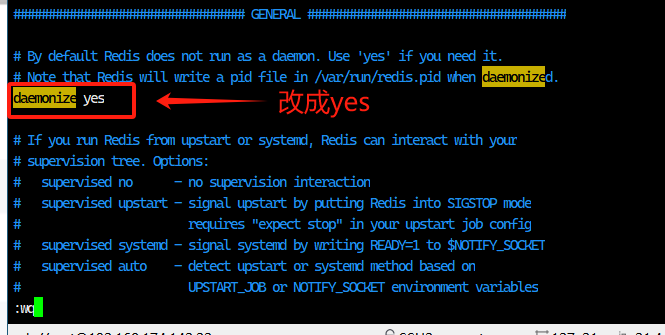 ################################# GENERAL #####################################
# By default Redis does not run as a daemon. Use 'yes' if you need it.
# Note that Redis will write a pid file in /var/run/redis.pid when daemonized.
daemonize yes
改成yes
# If you run Redis from upstart or systemd, Redis can interact with your
# supervision tree. Options:
#   supervised no      - no supervision interaction
#   supervised upstart - signal upstart by putting Redis into SIGSTOP mode
#                        requires "expect stop" in your upstart job config
#   supervised systemd - signal systemd by writing READY=1 to $NOTIFY_SOCKET
#   supervised auto    - detect upstart or systemd method based on
#                        UPSTART_JOB or NOTIFY_SOCKET environment variables
:wq